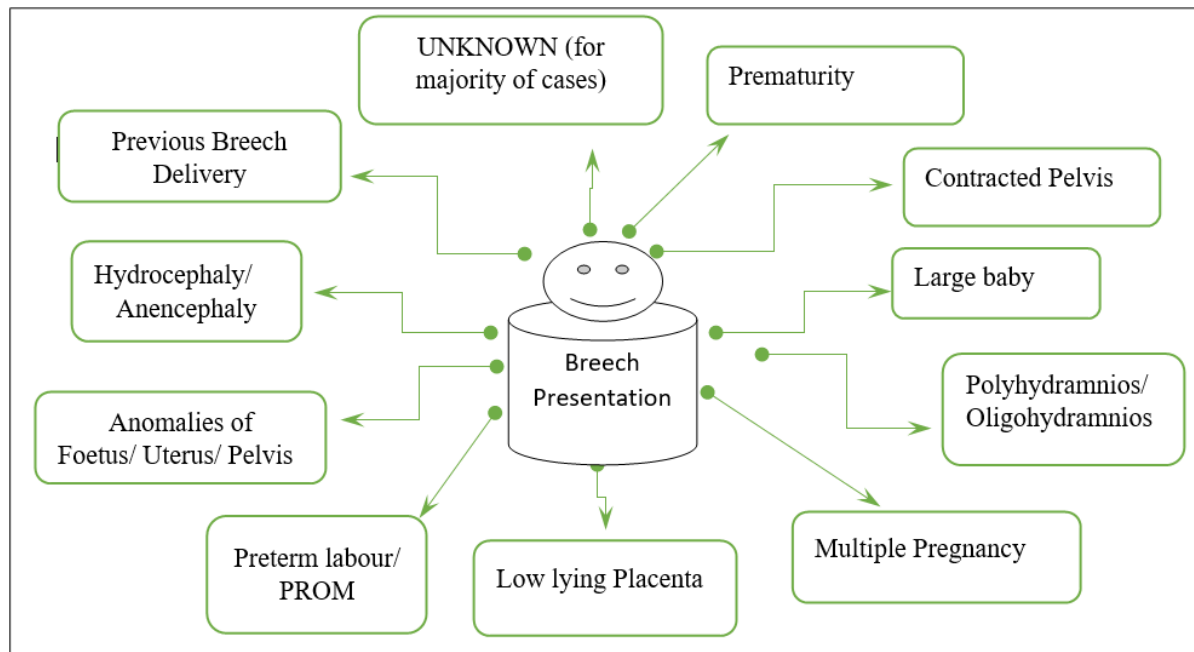 UNKNOWN (for
majority of cases)
Prematurity
Previous Breech
Delivery
Contracted Pelvis
Hydrocephaly/
Anencephaly
Large baby
Breech
Presentation
Polyhydramnios/
Oligohydramnios
Anomalies of
Foetus/ Uterus/ Pelvis
Preterm labour/
PROM
Low lying Placenta
Multiple Pregnancy